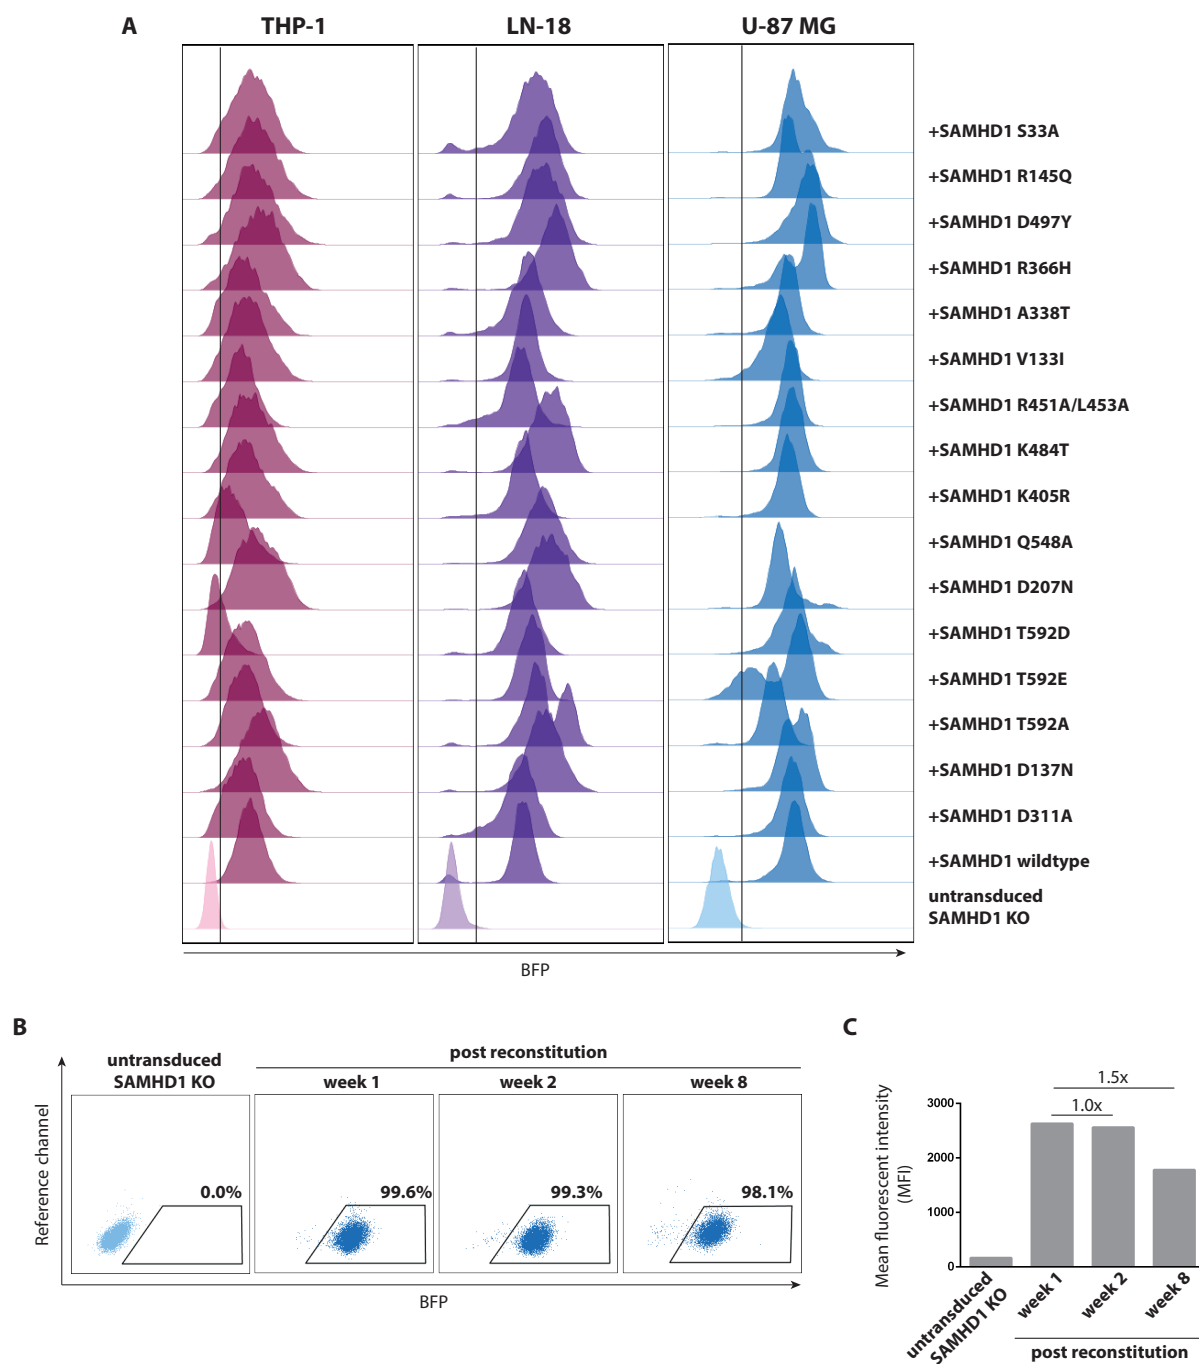 A
THP-1
LN-18
U-87 MG
+SAMHD1 S33A
+SAMHD1 R145Q
+SAMHD1 D497Y
+SAMHD1 R366H
+SAMHD1 A338T
+SAMHD1 V133I
+SAMHD1 R451A/L453A
+SAMHD1 K484T
+SAMHD1 K405R
+SAMHD1 Q548A
+SAMHD1 D207N
+SAMHD1 T592D
+SAMHD1 T592E
+SAMHD1 T592A
+SAMHD1 D137N
+SAMHD1 D311A
+SAMHD1 wildtype
untransduced
SAMHD1 KO
BFP
B
untransduced
SAMHD1 KO
post reconstitution
week 1
week 2
week 8
Reference channel
0.0%
99.6%
99.3%
98.1%
BFP
C
Mean fluorescent intensity
(MFI)
3000
2000
1000
0
1.5x
1.0x
untransduced
SAMHD1 KO
week 1
week 2
week 8
post reconstitution